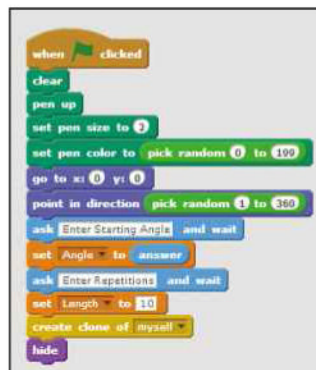 when clicked
clear
pen up
set pen size to 2
set pen color to pick random 0 to 199
go to x: 0 y: 0
point in direction pick random 1 to 360
ask Enter Starting Angle and wait
set Angle to answer
ask Enter Repetitions and wait
set Length to 10
create clone of myself
hide